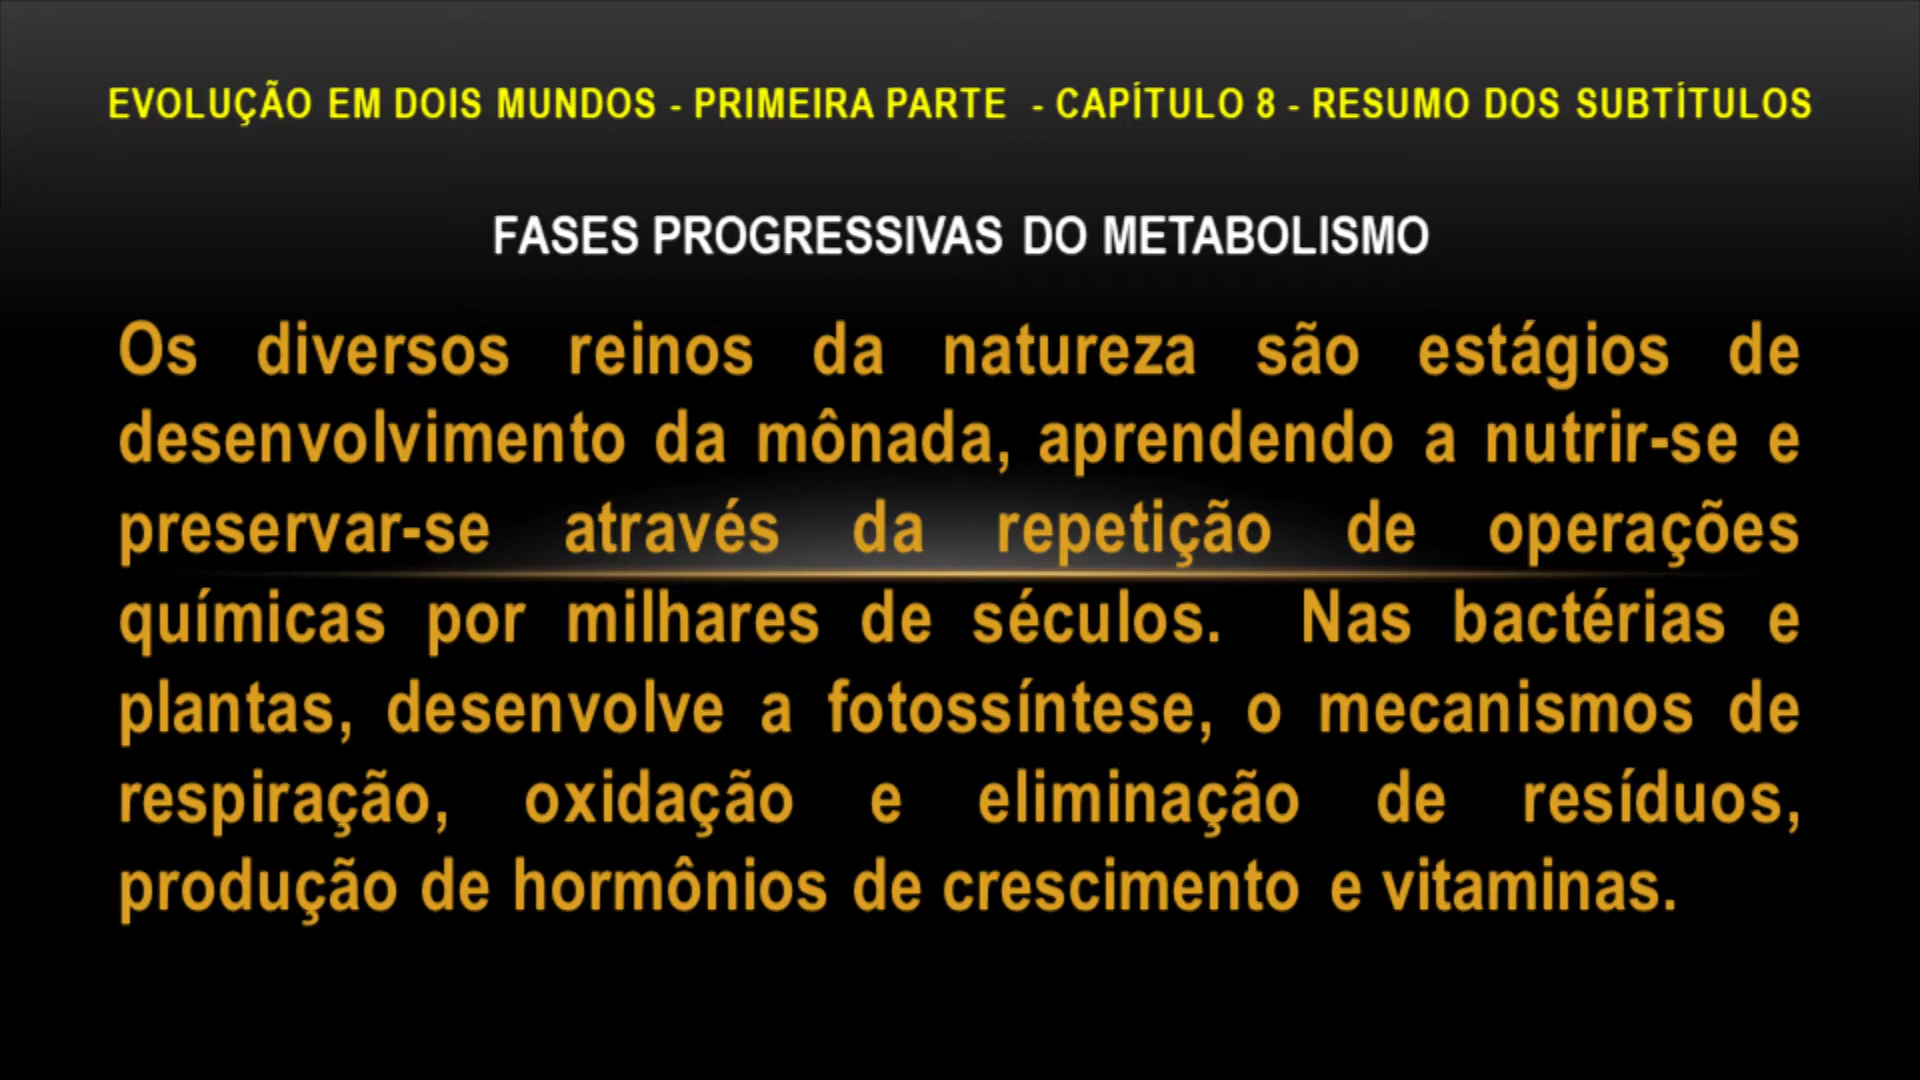 EVOLUÇÃO EM DOIS MUNDOS - PRIMEIRA PARTE - CAPÍTULO 8 - RESUMO DOS SUBTÍTULOS
FASES PROGRESSIVAS DO METABOLISMO
Os diversos reinos da natureza são estágios de
desenvolvimento da mônada, aprendendo a nutrir-se e
preservar-se através da repetição de operações
químicas por milhares de séculos. Nas bactérias e
plantas, desenvolve a fotossíntese, o mecanismos de
respiração, oxidação e eliminação de resíduos,
produção de hormônios de crescimento e vitaminas.